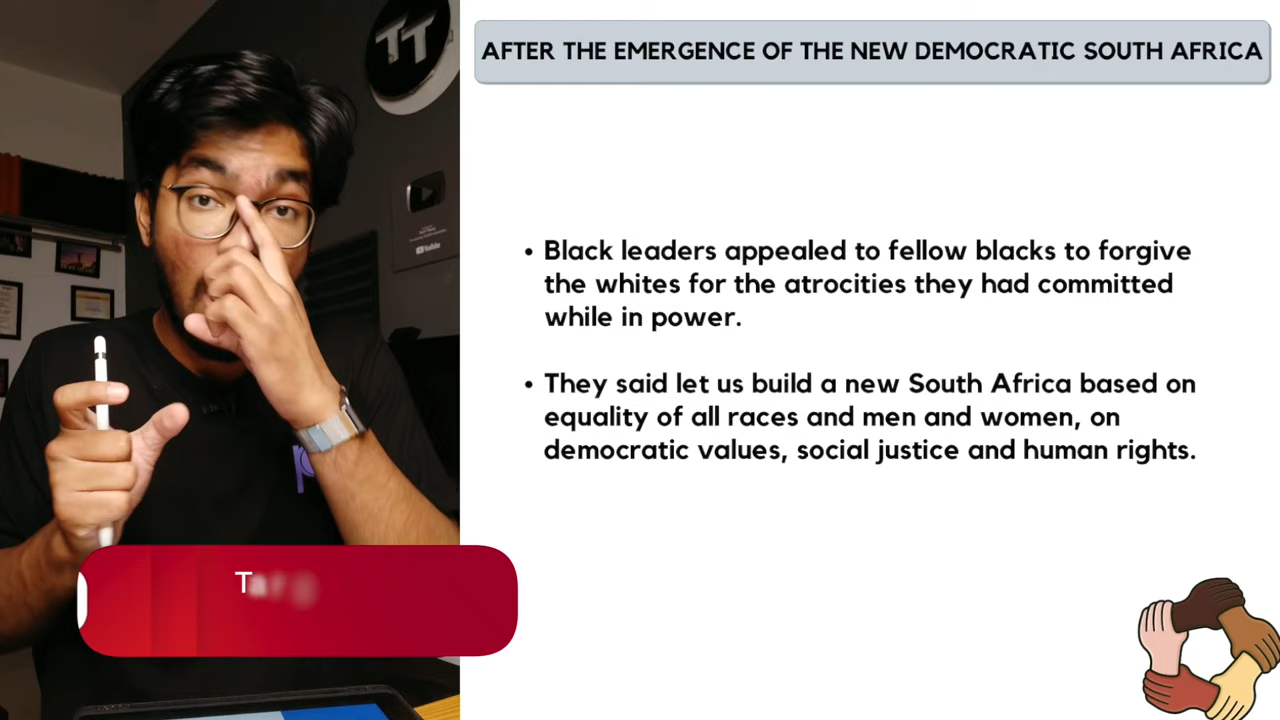 TT
AFTER THE EMERGENCE OF THE NEW DEMOCRATIC SOUTH AFRICA
• Black leaders appealed to fellow blacks to forgive
the whites for the atrocities they had committed
while in power.
• They said let us build a new South Africa based on
equality of all races and men and women, on
democratic values, social justice and human rights.
YouTube